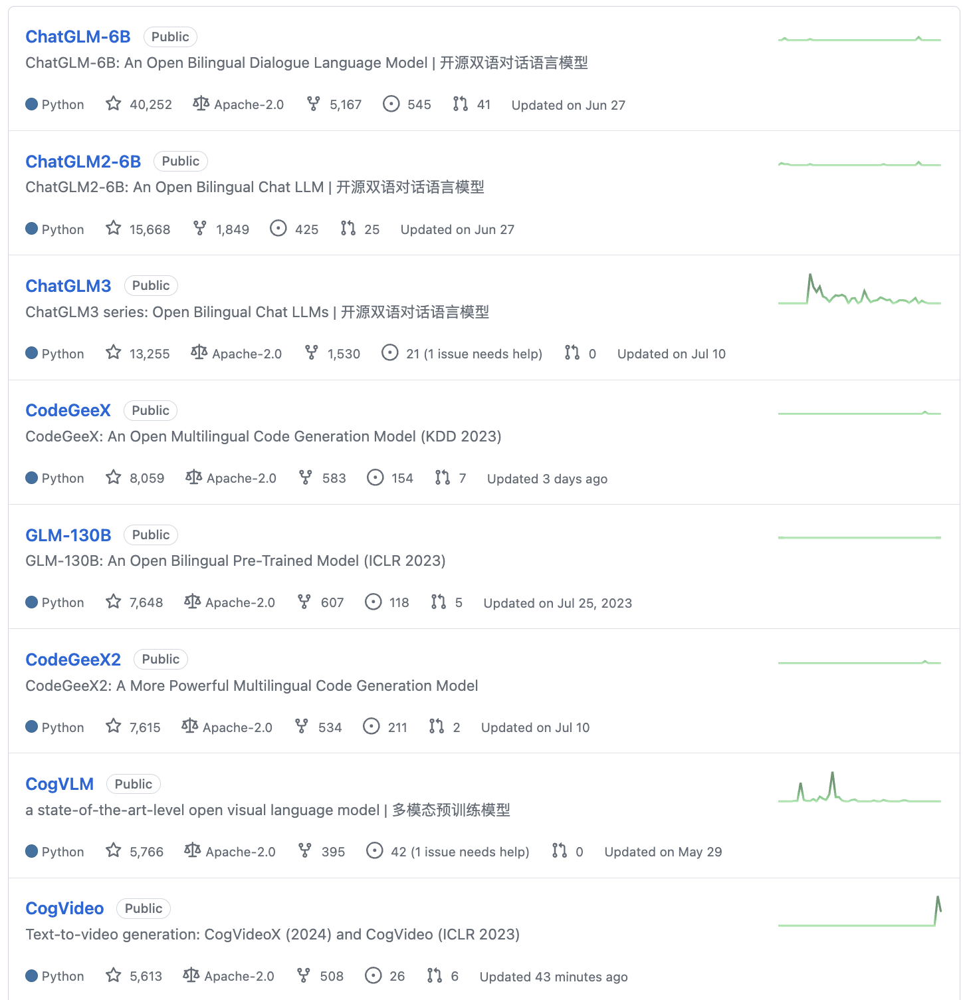 ChatGLM-6B Public
ChatGLM-6B: An Open Bilingual Dialogue Language Model | 开源双语对话语言模型
Python 40,252 Apache-2.0 5,167 545 41 Updated on Jun 27
ChatGLM2-6B Public
ChatGLM2-6B: An Open Bilingual Chat LLM | 开源双语对话语言模型
Python 15,668 1,849 425 25 Updated on Jun 27
ChatGLM3 Public
ChatGLM3 series: Open Bilingual Chat LLMs | 开源双语对话语言模型
Python 13,255 Apache-2.0 1,530 21 (1 issue needs help) 0 Updated on Jul 10
CodeGeeX Public
CodeGeeX: An Open Multilingual Code Generation Model (KDD 2023)
Python 8,059 Apache-2.0 583 154 7 Updated 3 days ago
GLM-130B Public
GLM-130B: An Open Bilingual Pre-Trained Model (ICLR 2023)
Python 7,648 Apache-2.0 607 118 5 Updated on Jul 25, 2023
CodeGeeX2 Public
CodeGeeX2: A More Powerful Multilingual Code Generation Model
Python 7,615 Apache-2.0 534 211 2 Updated on Jul 10
CogVLM Public
a state-of-the-art-level open visual language model | 多模态预训练模型
Python 5,766 Apache-2.0 395 42 (1 issue needs help) 0 Updated on May 29
CogVideo Public
Text-to-video generation: CogVideoX (2024) and CogVideo (ICLR 2023)
Python 5,613 Apache-2.0 508 26 6 Updated 43 minutes ago